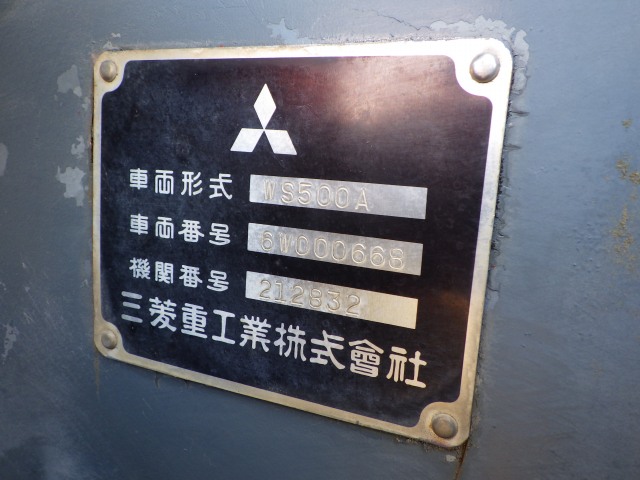 車両形式 WS500A
車両番号 6W000668
機関番号 212832
三菱重工業株式會社